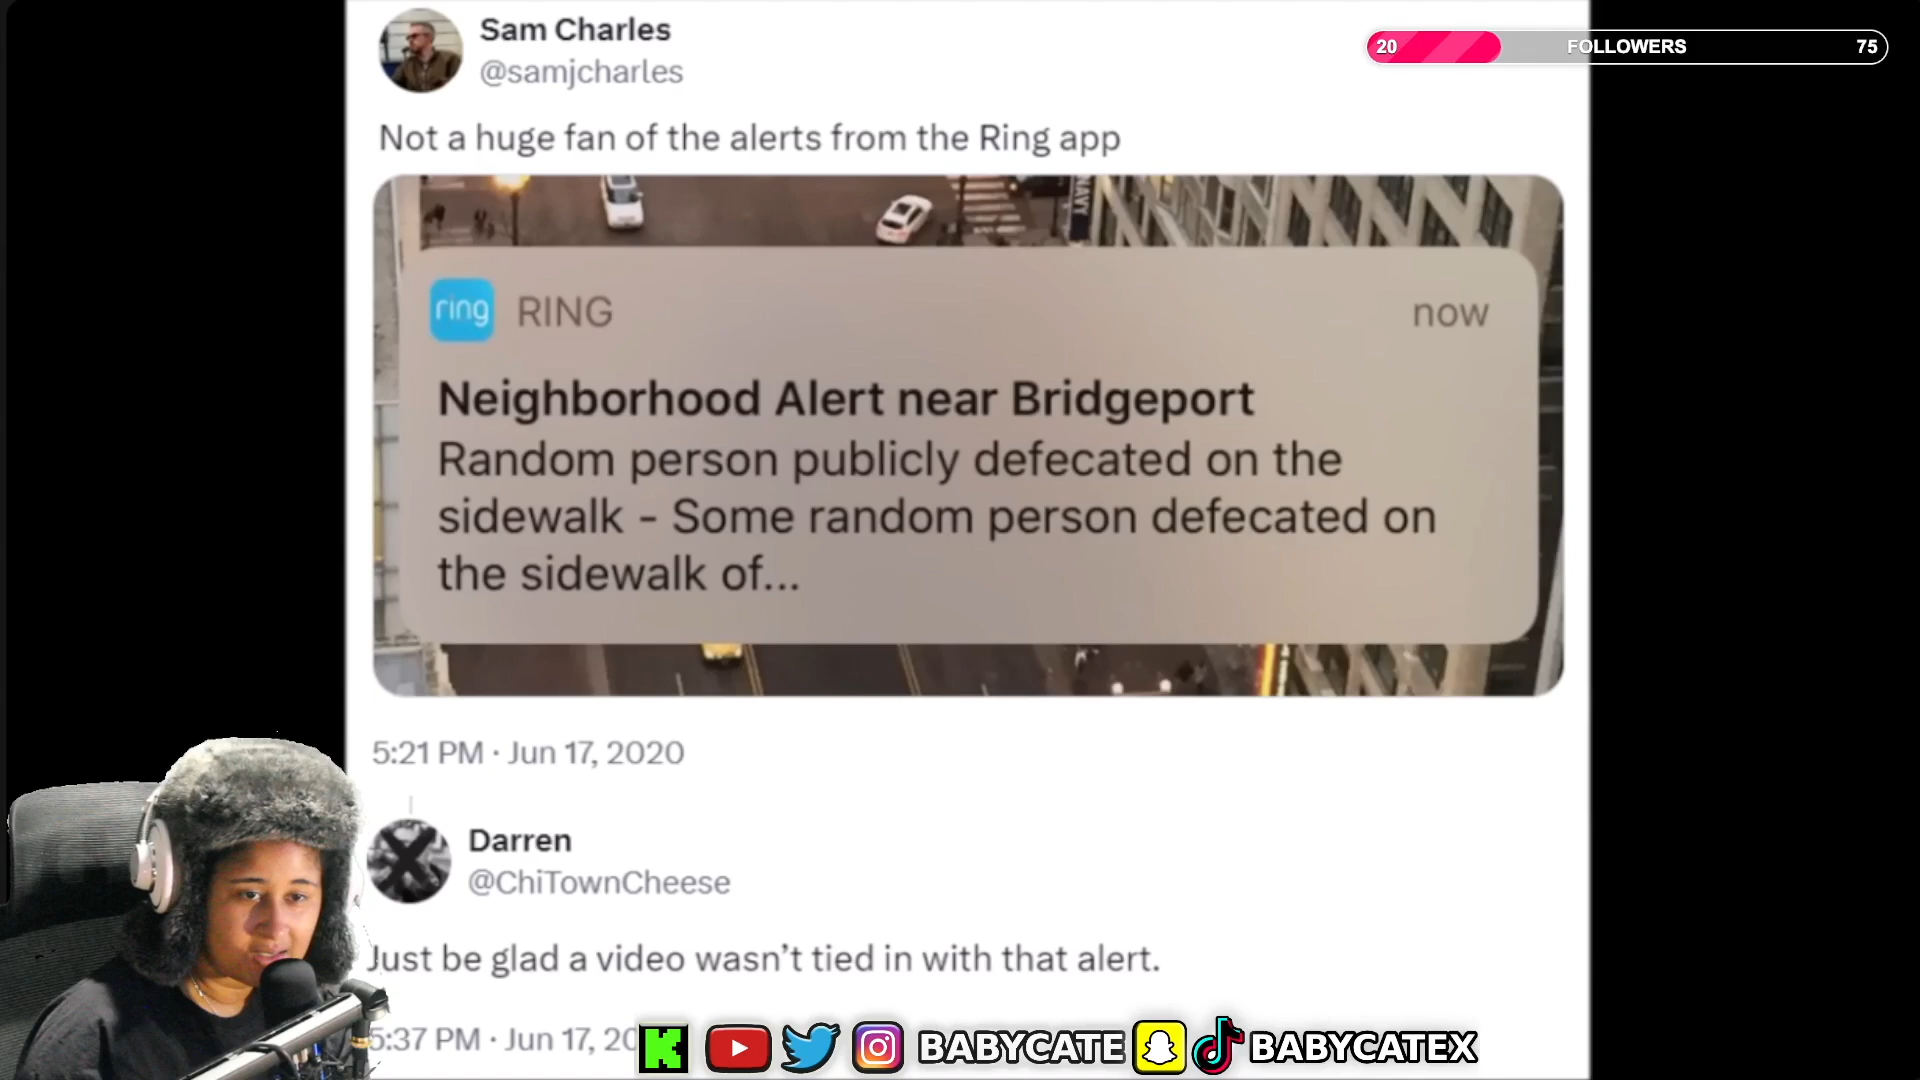 Sam Charles
@samjcharles
20 FOLLOWERS 75
Not a huge fan of the alerts from the Ring app
NAVY
ring RING now
Neighborhood Alert near Bridgeport
Random person publicly defecated on the
sidewalk - Some random person defecated on
the sidewalk of...
5:21 PM · Jun 17, 2020
Darren
@ChiTownCheese
Just be glad a video wasn't tied in with that alert.
5:37 PM · Jun 17, 20
K BABYCATE BABYCATEX